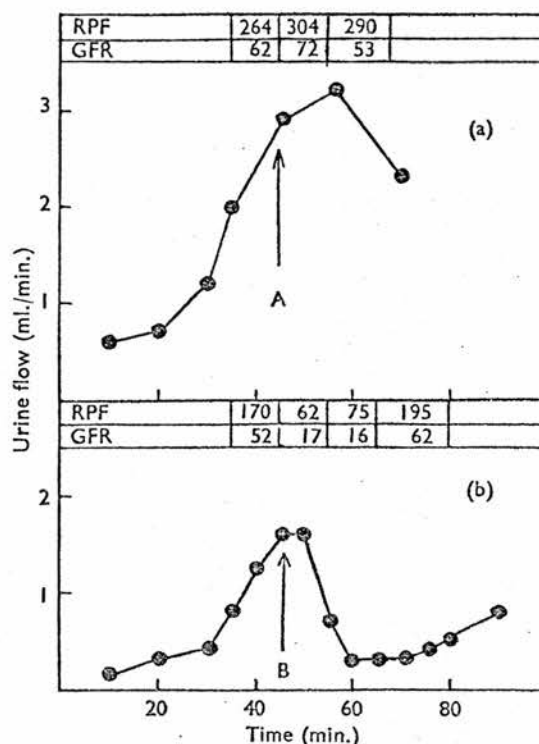 RPF 264 304 290
GFR 62 72 53
3
(a)
2
A
1
Urine flow (ml./min.)
RPF 170 62 75 195
GFR 52 17 16 62
2
(b)
1
B
20 40 60 80
Time (min.)